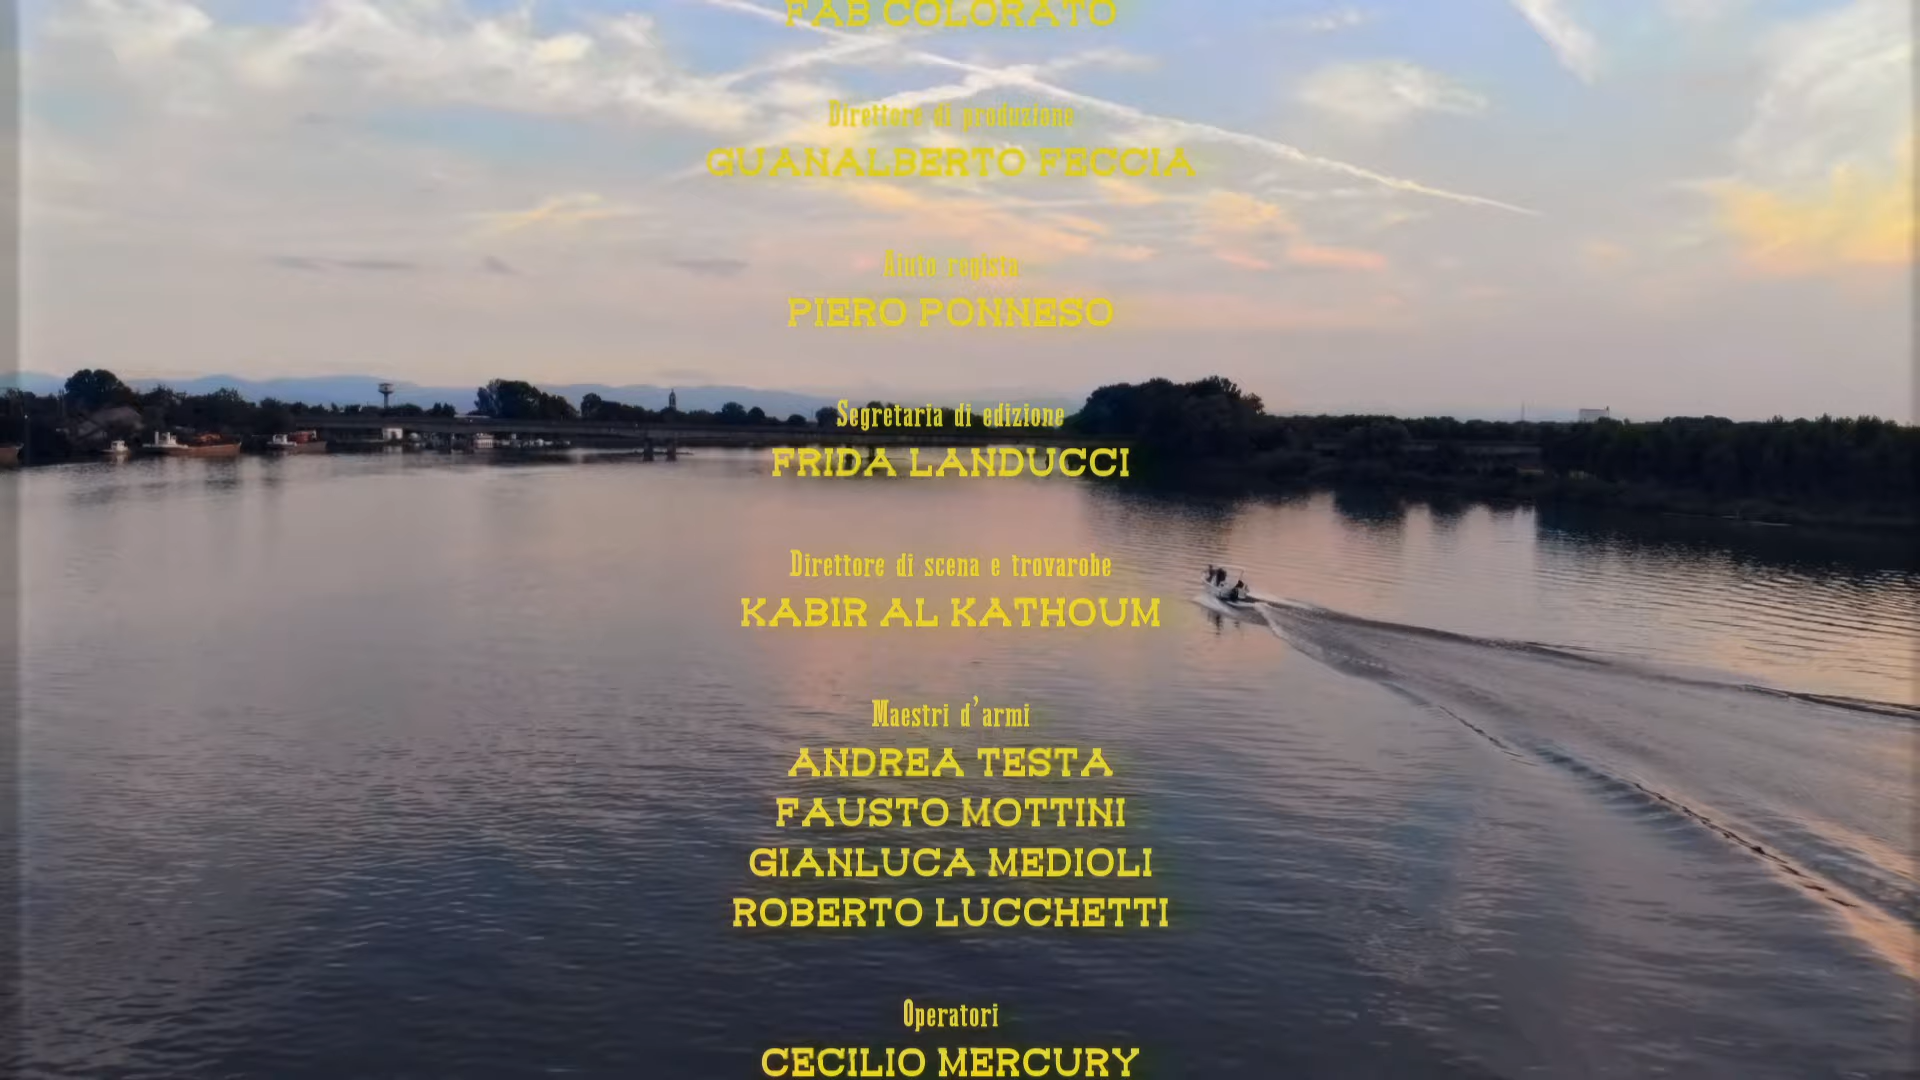 FAB COLORATO
Direttore di produzione
GUANALBERTO FECCIA
Aiuto regista
PIERO PONNESO
Segretaria di edizione
FRIDA LANDUCCI
Direttore di scena e trovarobe
KABIR AL KATHOUM
Maestri d'armi
ANDREA TESTA
FAUSTO MOTTINI
GIANLUCA MEDIOLI
ROBERTO LUCCHETTI
Operatori
CECILIO MERCURY